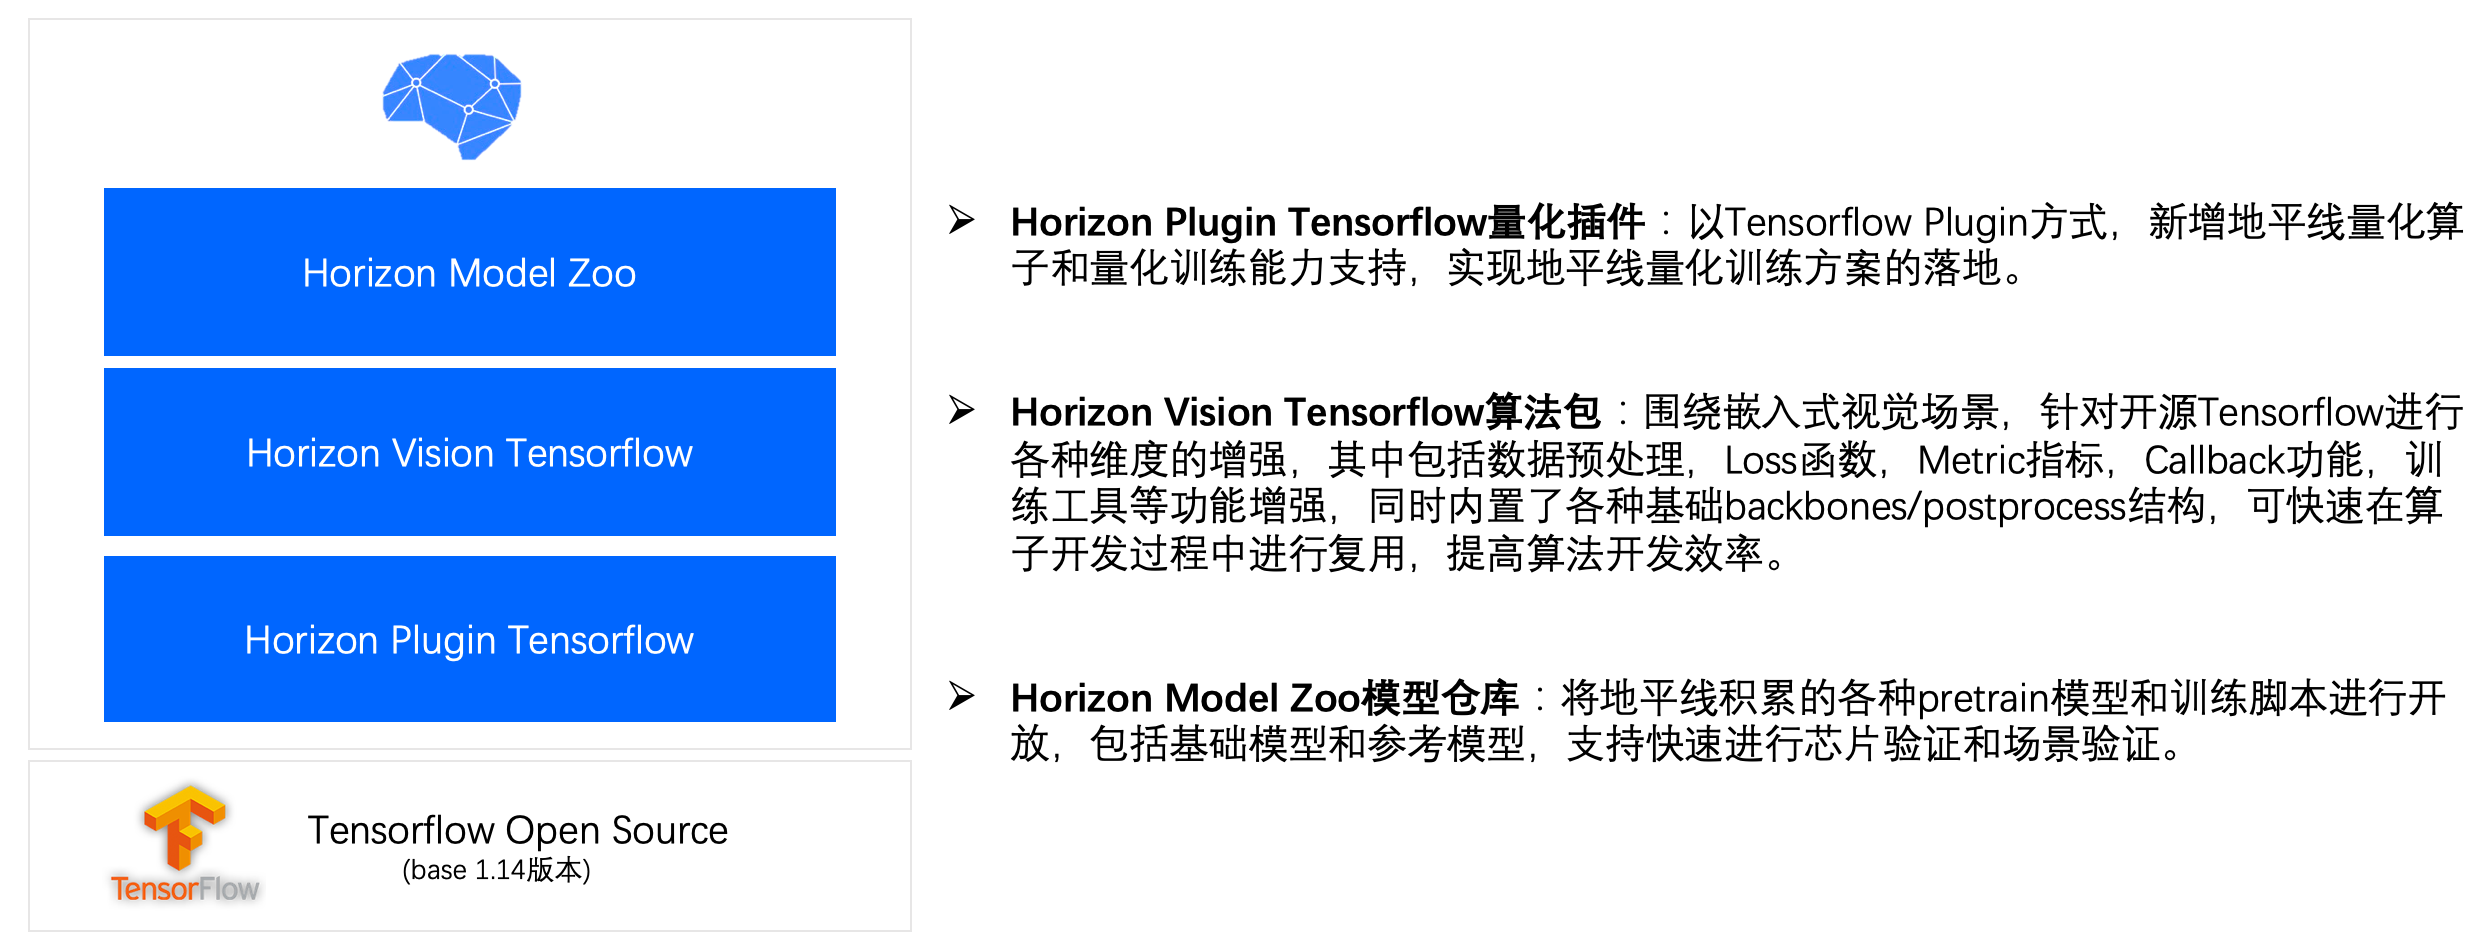 Horizon Model Zoo
Horizon Vision Tensorflow
Horizon Plugin Tensorflow
TensorFlow
Tensorflow Open Source
(base 1.14版本)
➢ Horizon Plugin Tensorflow量化插件：以Tensorflow Plugin方式，新增地平线量化算
子和量化训练能力支持，实现地平线量化训练方案的落地。
➢ Horizon Vision Tensorflow算法包：围绕嵌入式视觉场景，针对开源Tensorflow进行
各种维度的增强，其中包括数据预处理，Loss函数，Metric指标，Callback功能，训
练工具等功能增强，同时内置了各种基础backbones/postprocess结构，可快速在算
子开发过程中进行复用，提高算法开发效率。
➢ Horizon Model Zoo模型仓库：将地平线积累的各种pretrain模型和训练脚本进行开
放，包括基础模型和参考模型，支持快速进行芯片验证和场景验证。